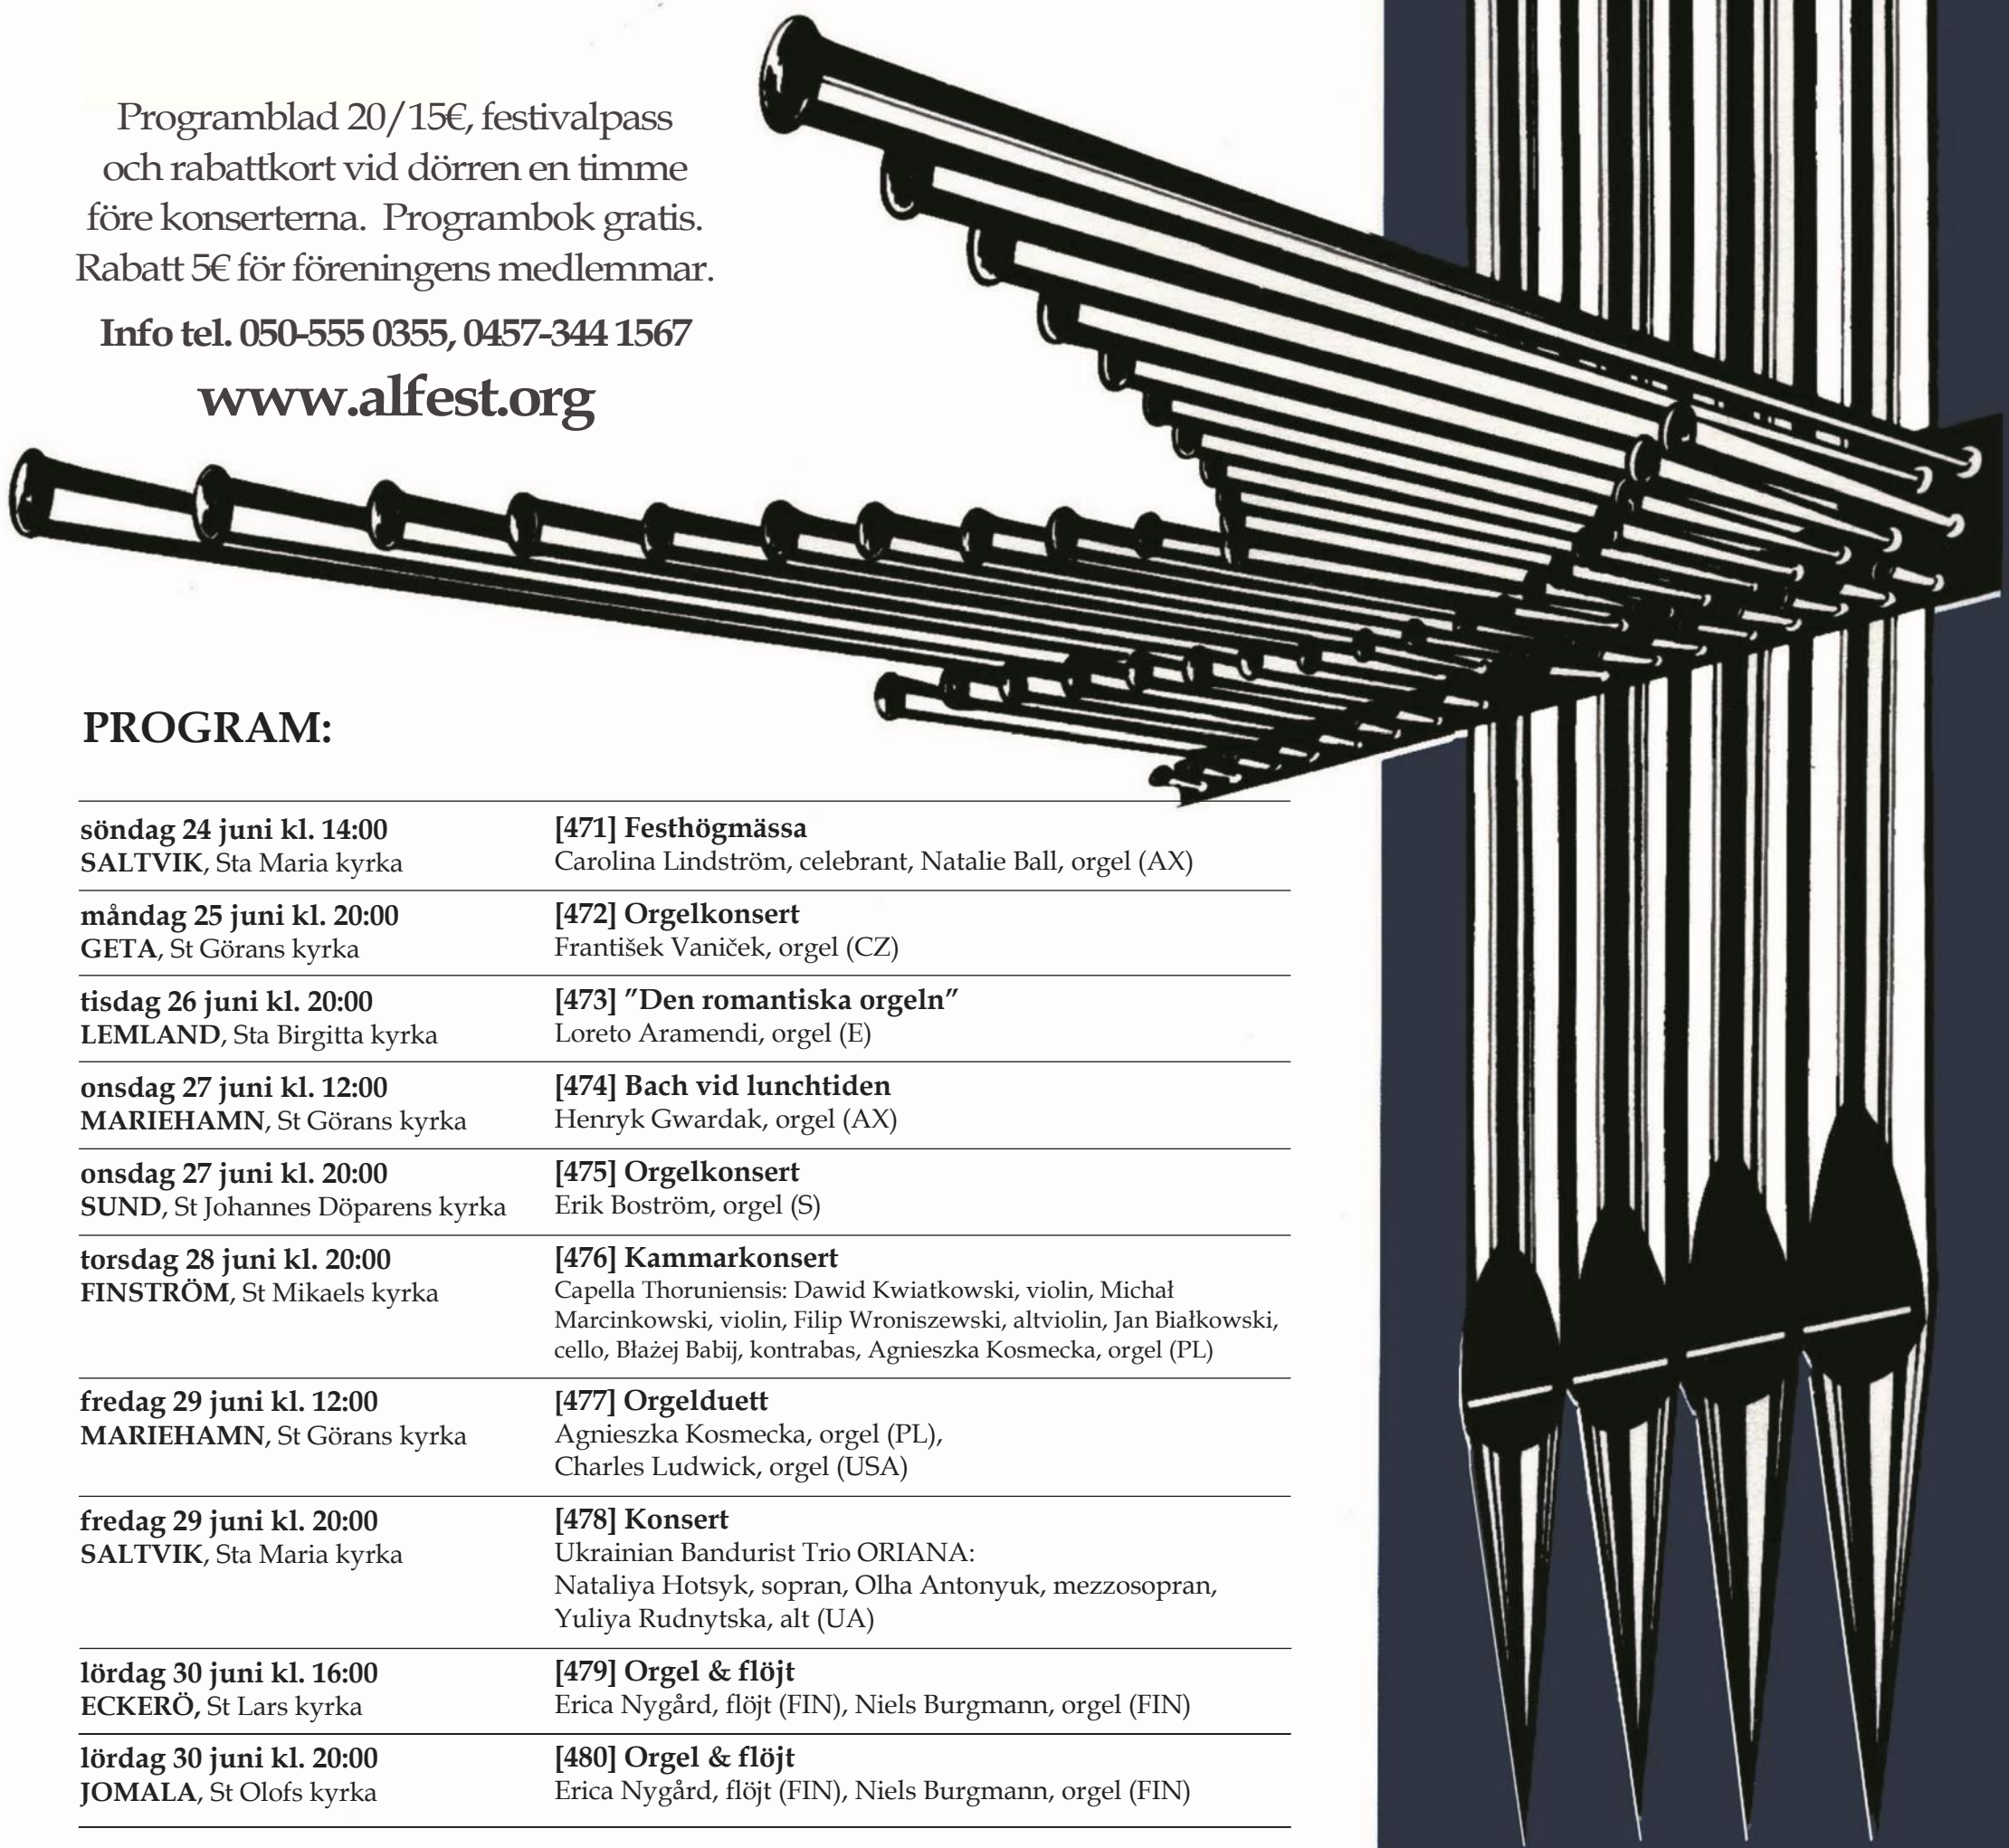 Programblad 20/15€, festivalpass
och rabattkort vid dörren en timme
före konserterna. Programbok gratis.
Rabatt 5€ för föreningens medlemmar.
Info tel. 050-555 0355, 0457-344 1567
www.alfest.org
PROGRAM:
söndag 24 juni kl. 14:00
SALTVIK, Sta Maria kyrka
[471] Festhögmässa
Carolina Lindström, celebrant, Natalie Ball, orgel (AX)
måndag 25 juni kl. 20:00
GETA, St Görans kyrka
[472] Orgelkonsert
František Vaniček, orgel (CZ)
tisdag 26 juni kl. 20:00
LEMLAND, Sta Birgitta kyrka
[473] ”Den romantiska orgeln”
Loreto Aramendi, orgel (E)
onsdag 27 juni kl. 12:00
MARIEHAMN, St Görans kyrka
[474] Bach vid lunchtiden
Henryk Gwardak, orgel (AX)
onsdag 27 juni kl. 20:00
SUND, St Johannes Döparens kyrka
[475] Orgelkonsert
Erik Boström, orgel (S)
torsdag 28 juni kl. 20:00
FINSTRÖM, St Mikaels kyrka
[476] Kammarkonsert
Capella Thoruniensis: Dawid Kwiatkowski, violin, Michał
Marcinkowski, violin, Filip Wroniszewski, altviolin, Jan Białkowski,
cello, Błażej Babij, kontrabas, Agnieszka Kosmecka, orgel (PL)
fredag 29 juni kl. 12:00
MARIEHAMN, St Görans kyrka
[477] Orgelduett
Agnieszka Kosmecka, orgel (PL),
Charles Ludwick, orgel (USA)
fredag 29 juni kl. 20:00
SALTVIK, Sta Maria kyrka
[478] Konsert
Ukrainian Bandurist Trio ORIANA:
Nataliya Hotsyk, sopran, Olha Antonyuk, mezzosopran,
Yuliya Rudnytska, alt (UA)
lördag 30 juni kl. 16:00
ECKERÖ, St Lars kyrka
[479] Orgel & flöjt
Erica Nygård, flöjt (FIN), Niels Burgmann, orgel (FIN)
lördag 30 juni kl. 20:00
JOMALA, St Olofs kyrka
[480] Orgel & flöjt
Erica Nygård, flöjt (FIN), Niels Burgmann, orgel (FIN)